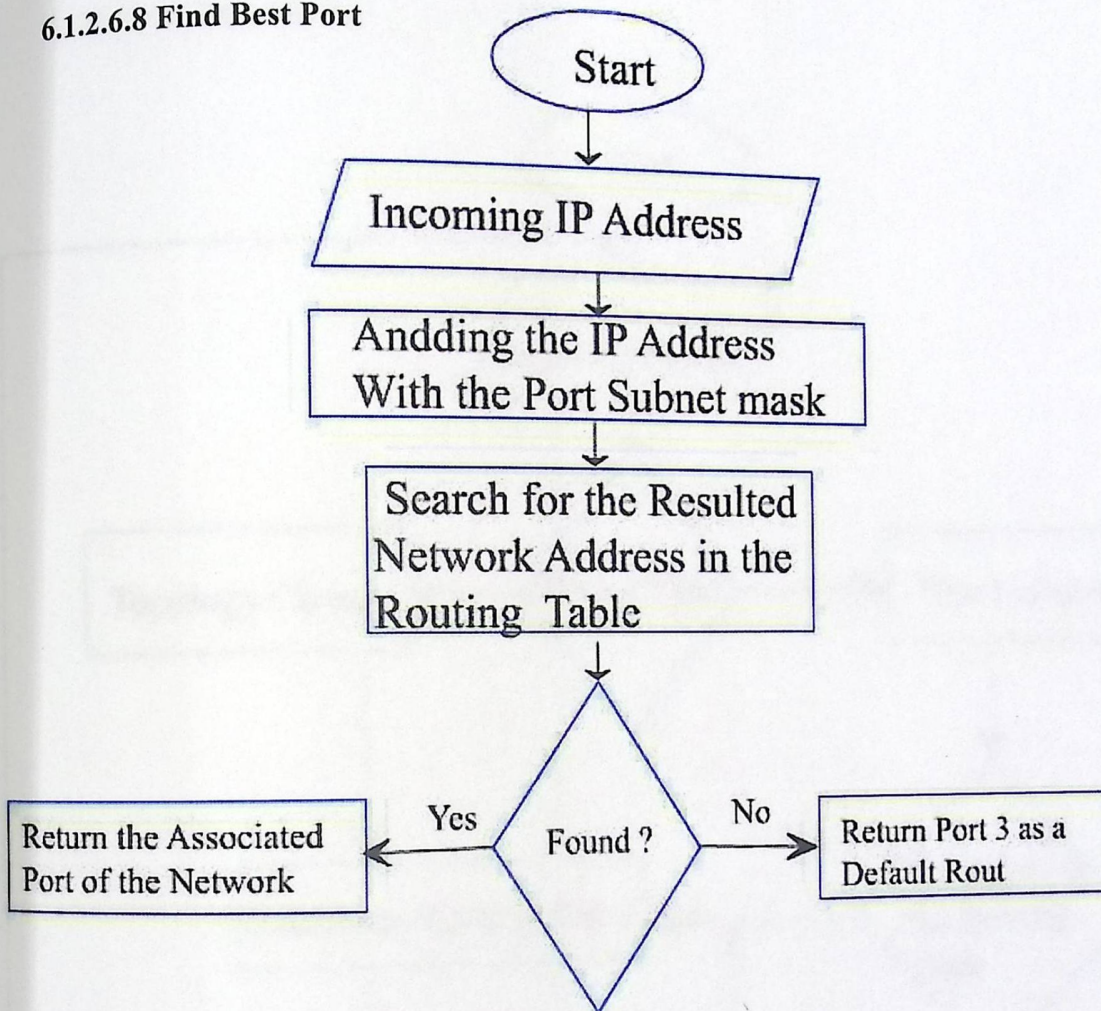 6.1.2.6.8 Find Best Port
Start
Incoming IP Address
Andding the IP Address
With the Port Subnet mask
Search for the Resulted
Network Address in the
Routing Table
Found ?
Yes
No
Return the Associated
Port of the Network
Return Port 3 as a
Default Rout